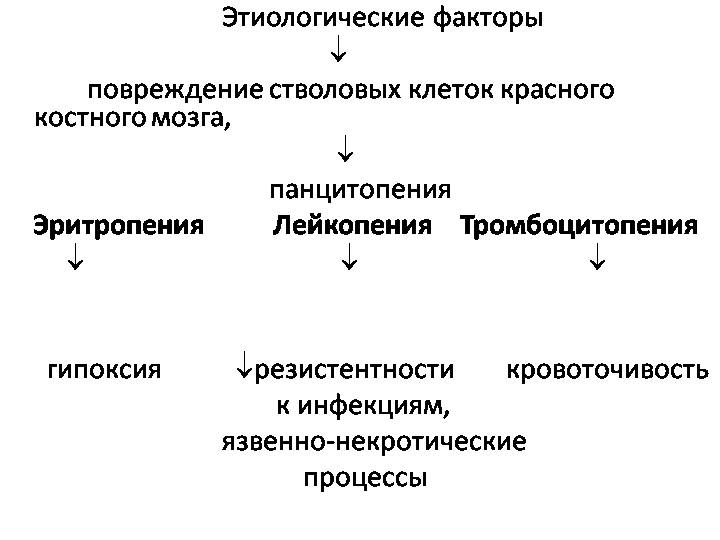 Этиологические факторы
↓
повреждение стволовых клеток красного
костного мозга,
↓
панцитопения
Эритропения Лейкопения Тромбоцитопения
↓ ↓ ↓
гипоксия ↓резистентности кровоточивость
к инфекциям,
язвенно-некротические
процессы